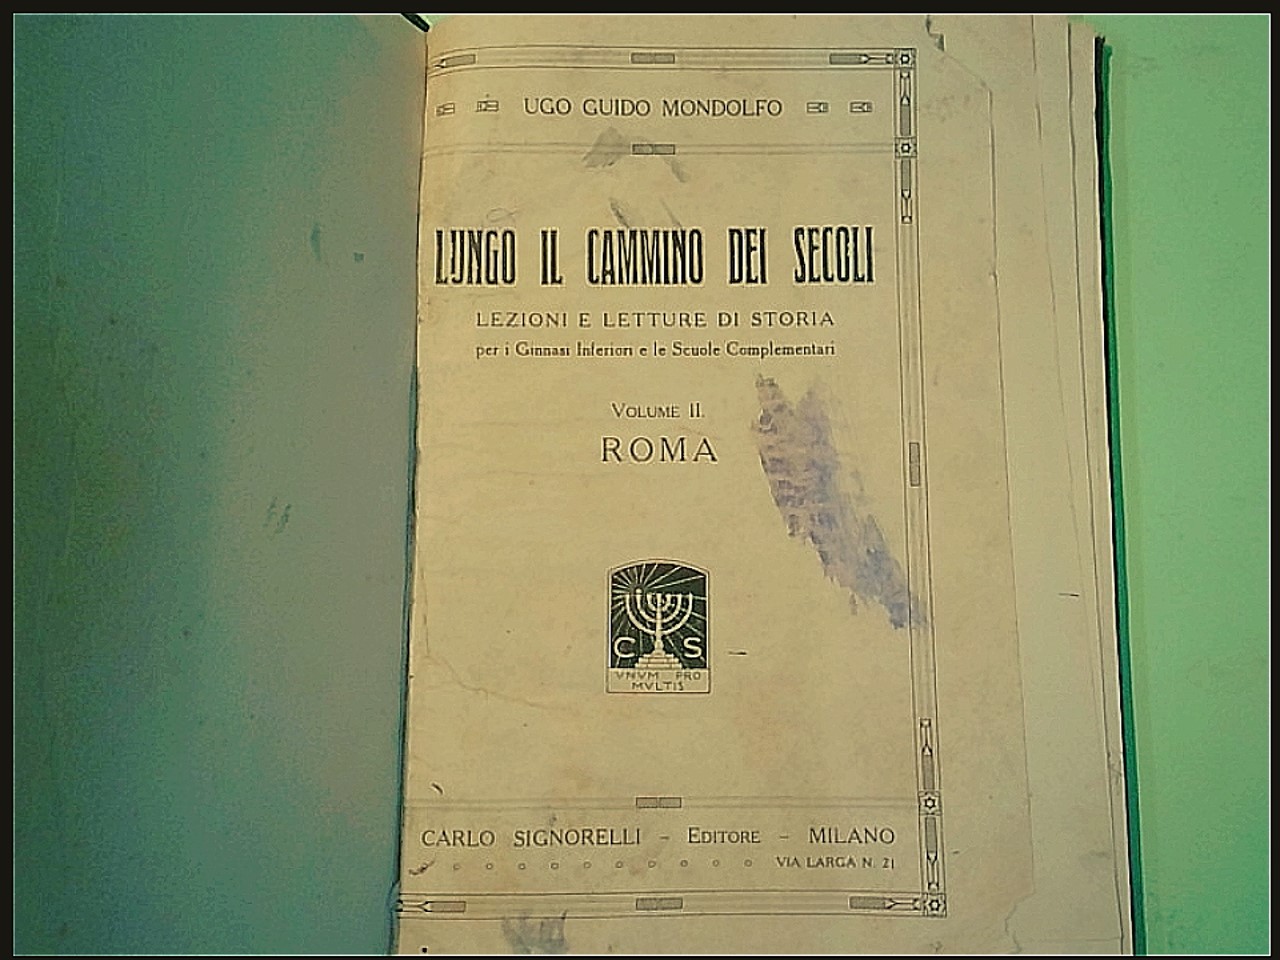 UGO GUIDO MONDOLFO
LUNGO IL CAMMINO DEI SECOLI
LEZIONI E LETTURE DI STORIA
per i Ginnasi Inferiori e le Scuole Complementari
VOLUME II.
ROMA
C S
VNVM PRO
MVLTIS
CARLO SIGNORELLI - EDITORE - MILANO
VIA LARGA N. 21